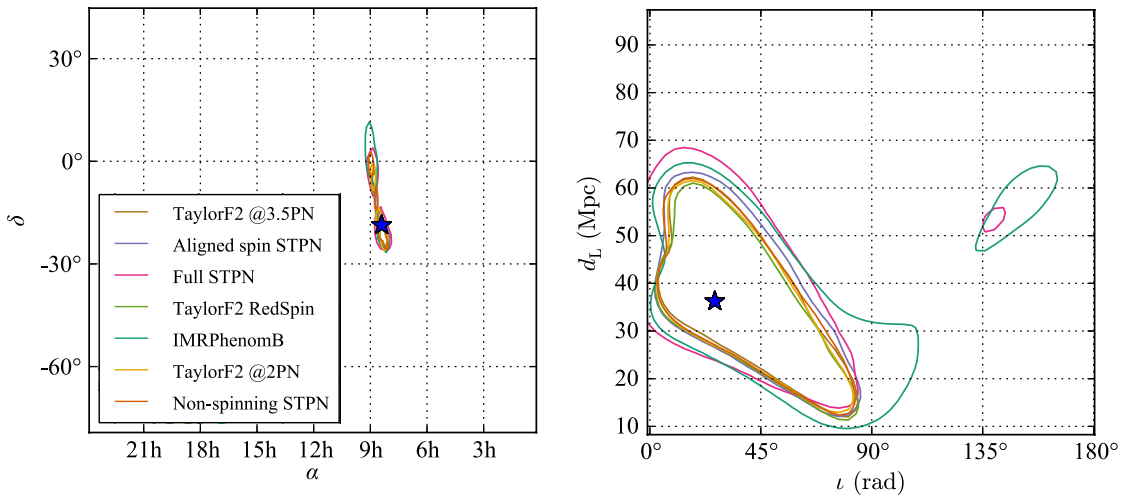 30°
0°
-30°
-60°
δ
TaylorF2 @3.5PN
Aligned spin STPN
Full STPN
TaylorF2 RedSpin
IMRPhenomB
TaylorF2 @2PN
Non-spinning STPN
21h 18h 15h 12h 9h 6h 3h
α
90
80
70
60
50
40
30
20
10
d_L (Mpc)
0° 45° 90° 135° 180°
ι (rad)